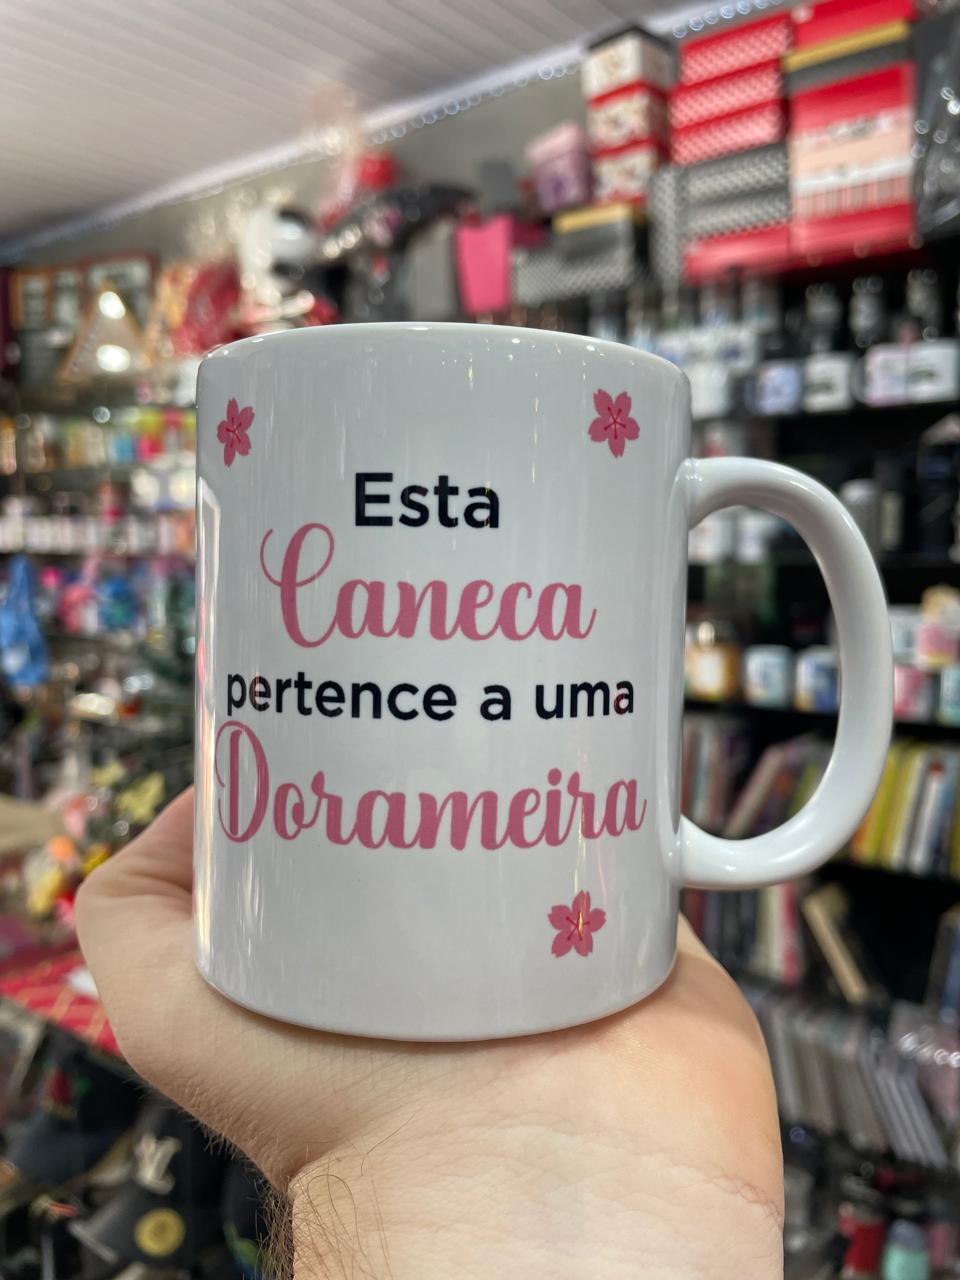 Esta
Caneca
pertence a uma
Dorameira